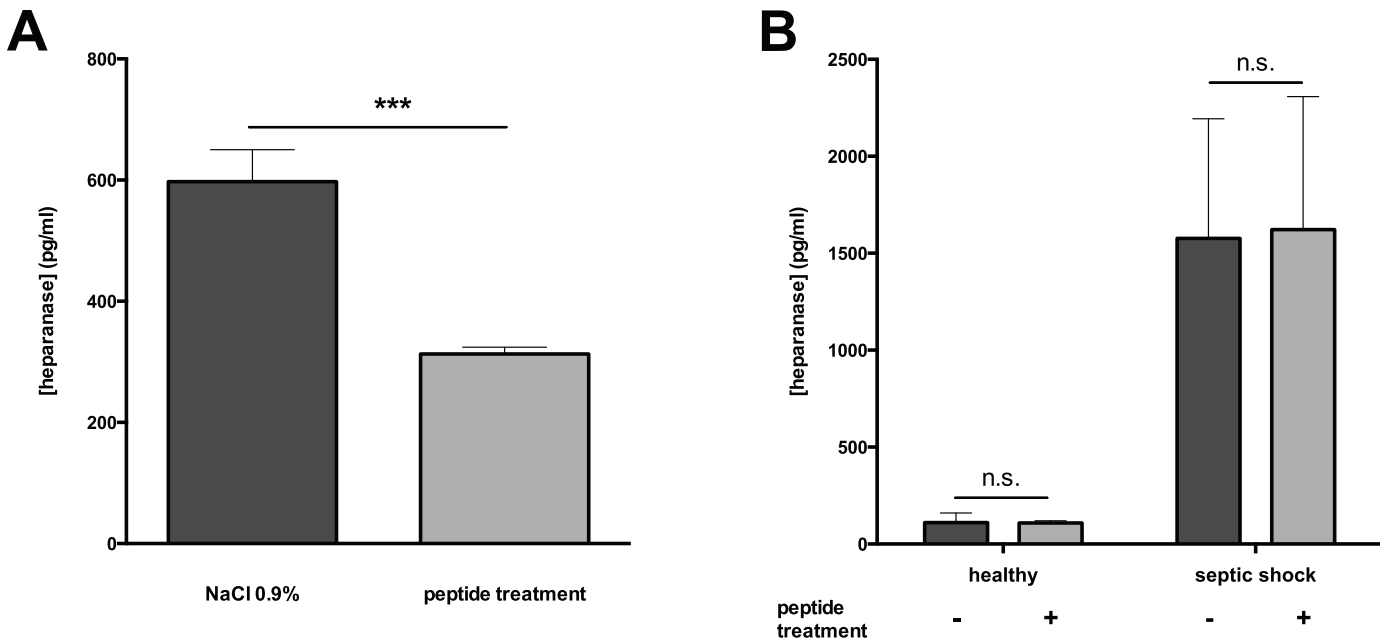 A
800
600
400
200
0
[heparanase] (pg/ml)
***
NaCl 0.9%
peptide treatment
B
2500
2000
1500
1000
500
0
[heparanase] (pg/ml)
n.s.
n.s.
healthy
septic shock
peptide
treatment
- + - +